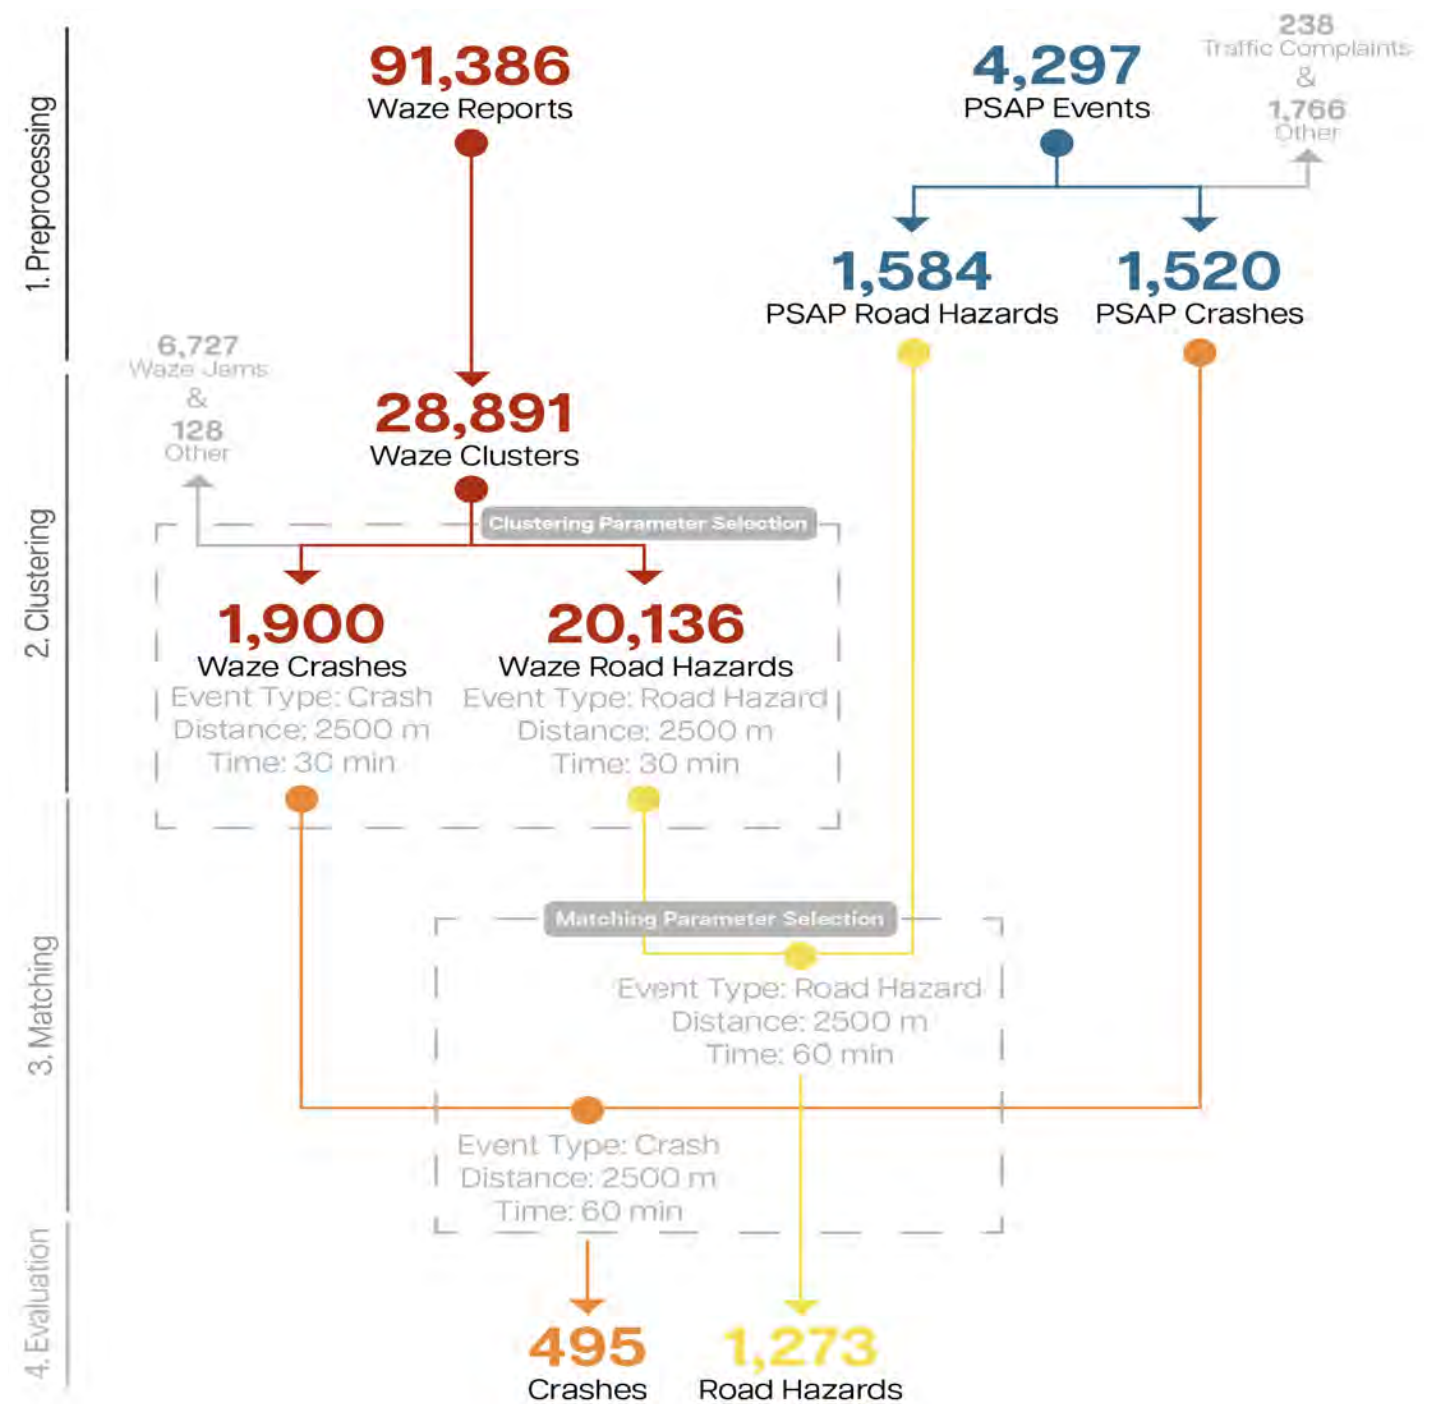 1. Preprocessing
91,386
Waze Reports
4,297
PSAP Events
238
Traffic Complaints
&
1,766
Other
1,584
PSAP Road Hazards
1,520
PSAP Crashes
2. Clustering
6,727
Waze Jams
&
128
Other
28,891
Waze Clusters
Clustering Parameter Selection
1,900
Waze Crashes
Event Type: Crash
Distance: 2500 m
Time: 30 min
20,136
Waze Road Hazards
Event Type: Road Hazard
Distance: 2500 m
Time: 30 min
3. Matching
Matching Parameter Selection
Event Type: Road Hazard
Distance: 2500 m
Time: 60 min
Event Type: Crash
Distance: 2500 m
Time: 60 min
4. Evaluation
495
Crashes
1,273
Road Hazards